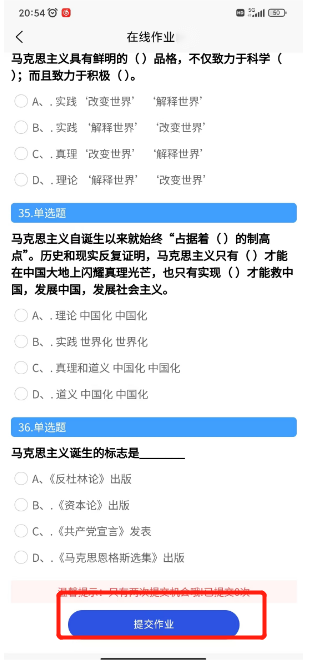 20:54
50
在线作业
马克思主义具有鲜明的（ ）品格，不仅致力于科学（
）；而且致力于积极（ ）。
A、. 实践 ‘改变世界’ ‘解释世界’
B、. 实践 ‘解释世界’ ‘改变世界’
C、. 真理 ‘改变世界’ ‘解释世界’
D、. 理论 ‘解释世界’ ‘改变世界’
35.单选题
马克思主义自诞生以来就始终“占据着（ ）的制高
点”。历史和现实反复证明，马克思主义只有（ ）才能
在中国大地上闪耀真理光芒，也只有实现（ ）才能救中
国，发展中国，发展社会主义。
A、. 理论 中国化 中国化
B、. 实践 世界化 世界化
C、. 真理和道义 中国化 中国化
D、. 道义 中国化 中国化
36.单选题
马克思主义诞生的标志是________
A、《反杜林论》出版
B、.《资本论》出版
C、.《共产党宣言》发表
D、.《马克思恩格斯选集》出版
温馨提示：只有两次提交机会哦!已提交0次
提交作业